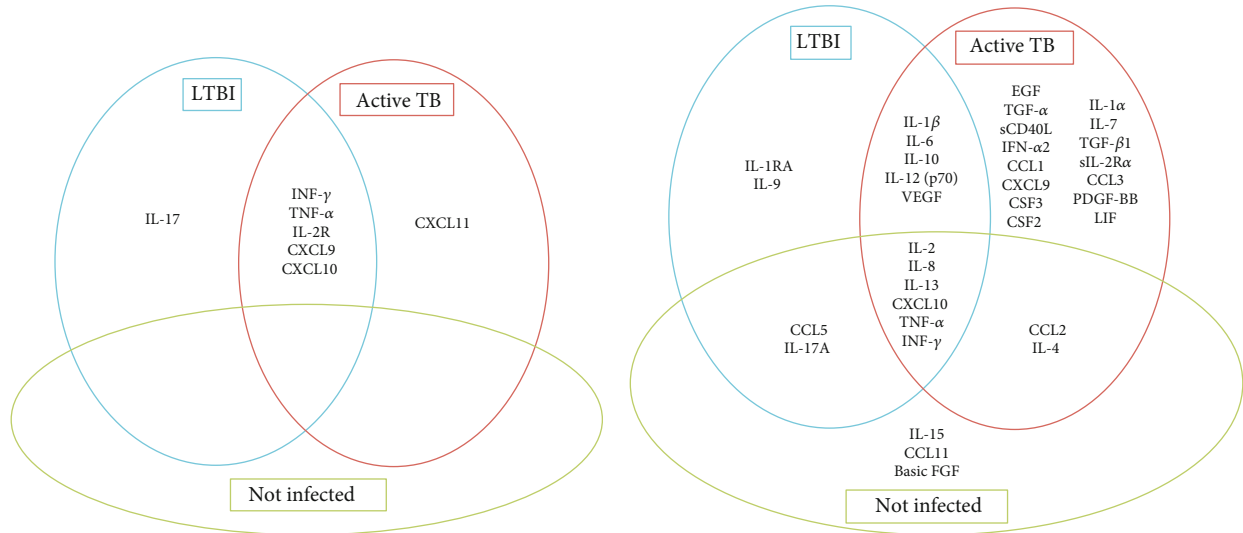 LTBI
Active TB
IL-17
INF-γ
TNF-α
IL-2R
CXCL9
CXCL10
CXCL11
Not infected
LTBI
Active TB
IL-1RA
IL-9
IL-1β
IL-6
IL-10
IL-12 (p70)
VEGF
EGF
TGF-α
sCD40L
IFN-α2
CCL1
CXCL9
CSF3
CSF2
IL-1α
IL-7
TGF-β1
sIL-2Rα
CCL3
PDGF-BB
LIF
IL-2
IL-8
IL-13
CXCL10
TNF-α
INF-γ
CCL5
IL-17A
CCL2
IL-4
IL-15
CCL11
Basic FGF
Not infected